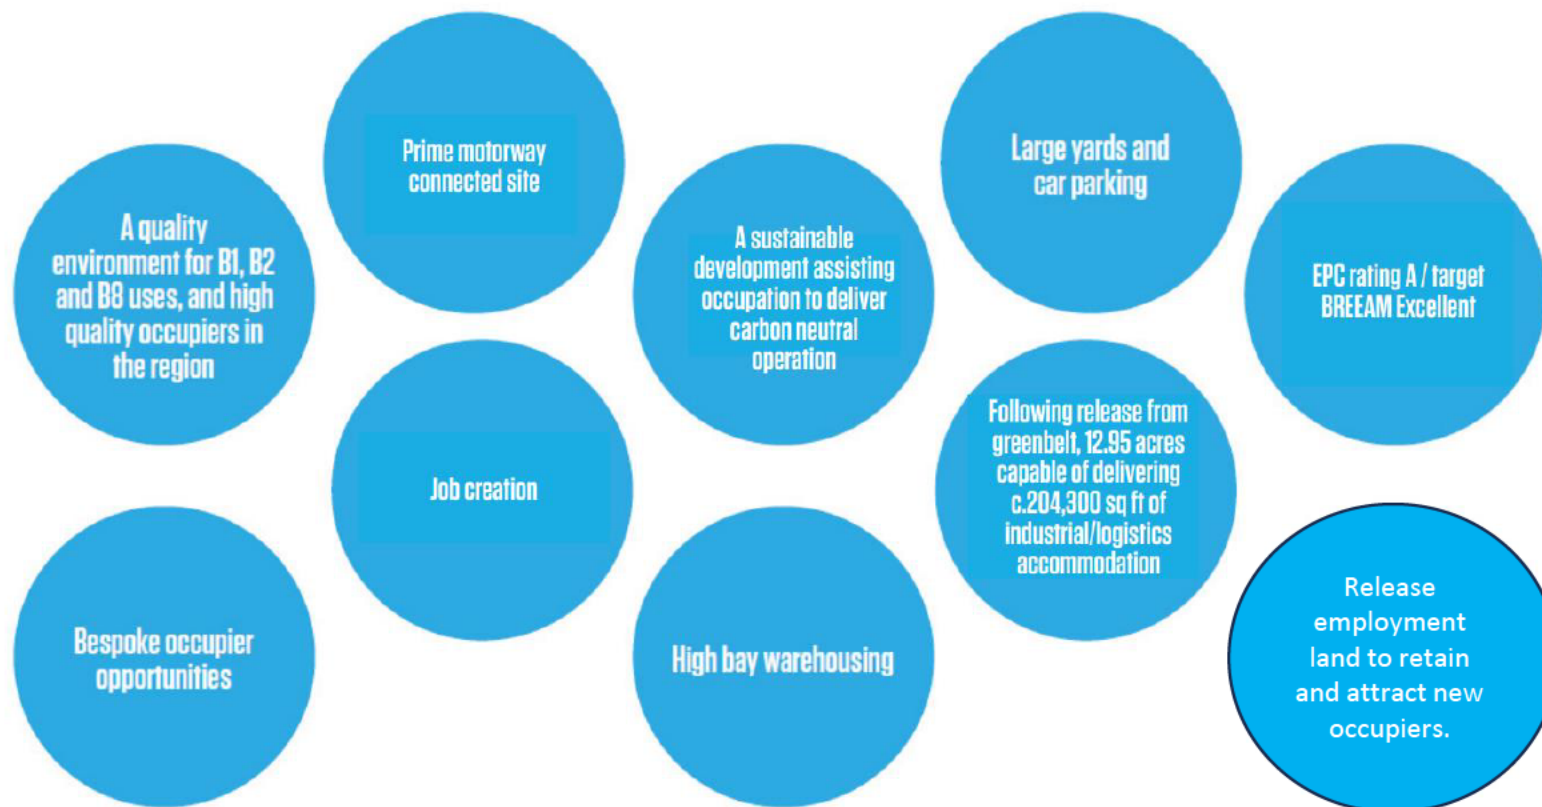 A quality
environment for B1, B2
and B8 uses, and high
quality occupiers in
the region
Prime motorway
connected site
A sustainable
development assisting
occupation to deliver
carbon neutral
operation
Large yards and
car parking
EPC rating A / target
BREEAM Excellent
Job creation
Following release from
greenbelt, 12.95 acres
capable of delivering
c.204,300 sq ft of
industrial/logistics
accommodation
Bespoke occupier
opportunities
High bay warehousing
Release
employment
land to retain
and attract new
occupiers.